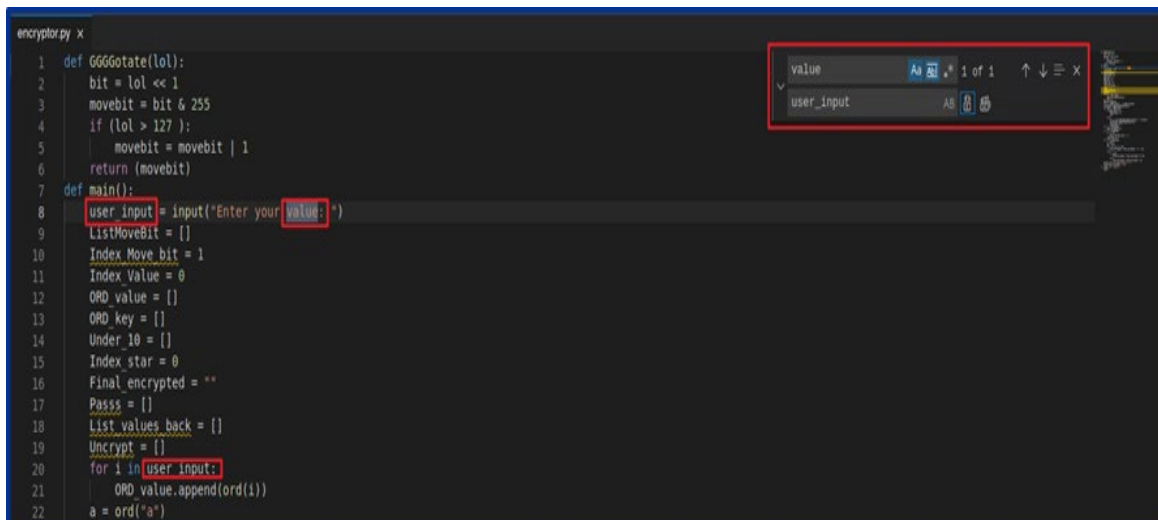 encryptor.py ×
1 def GGGGotate(lol):
2 bit = lol << 1
3 movebit = bit & 255
4 if (lol > 127 ):
5 movebit = movebit | 1
6 return (movebit)
7 def main():
8 user_input = input("Enter your value: ")
9 ListMoveBit = []
10 Index_Move_bit = 1
11 Index_Value = 0
12 ORD_value = []
13 ORD_key = []
14 Under_10 = []
15 Index_star = 0
16 Final_encrypted = ""
17 Passs = []
18 List_values_back = []
19 Uncrypt = []
20 for i in user_input:
21 ORD_value.append(ord(i))
22 a = ord("a")
value Aa Abl .* 1 of 1 ↑ ↓ ×
user_input AB